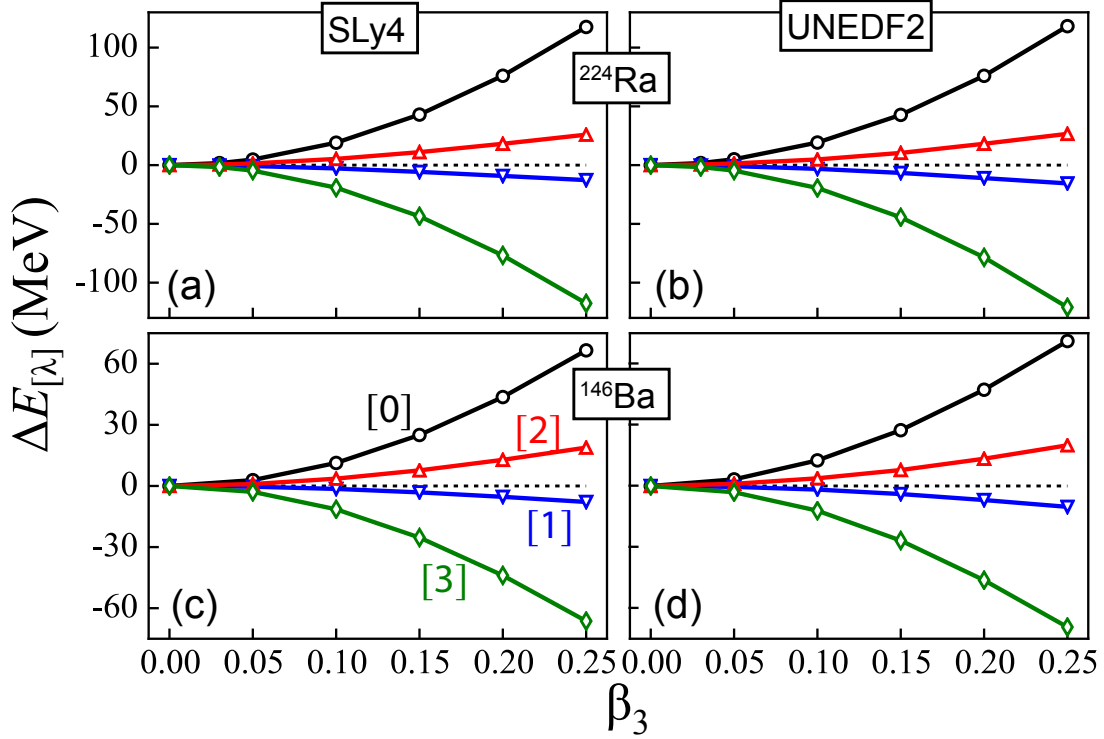 SLy4
UNEDF2
²²⁴Ra
¹⁴⁶Ba
ΔE[λ] (MeV)
100
50
0
-50
-100
(a)
(b)
60
30
0
-30
-60
[0]
[2]
[1]
[3]
(c)
(d)
0.00 0.05 0.10 0.15 0.20 0.25
0.00 0.05 0.10 0.15 0.20 0.25
β₃